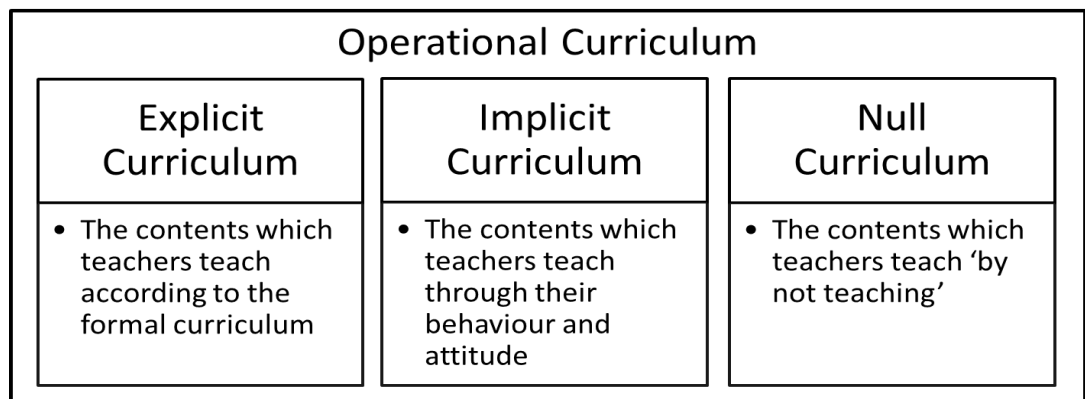 Operational Curriculum
Explicit
Curriculum
• The contents which
teachers teach
according to the
formal curriculum
Implicit
Curriculum
• The contents which
teachers teach
through their
behaviour and
attitude
Null
Curriculum
• The contents which
teachers teach ‘by
not teaching’